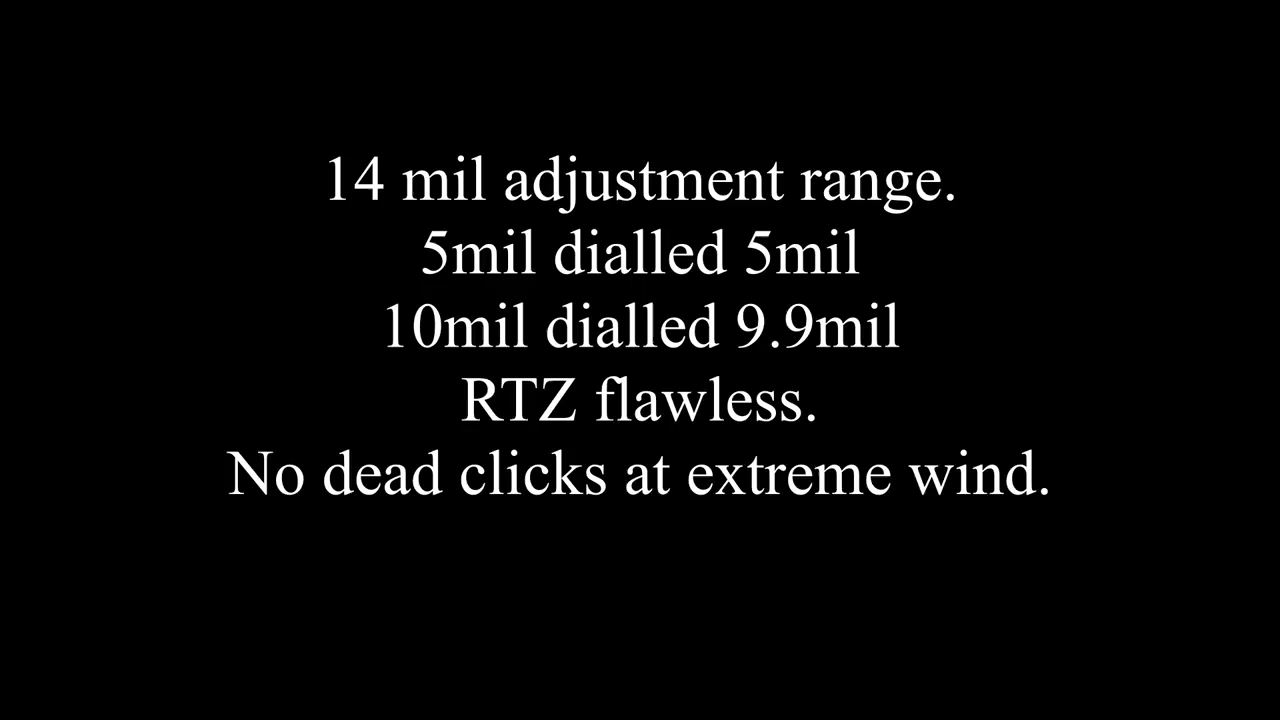 14 mil adjustment range.
5mil dialled 5mil
10mil dialled 9.9mil
RTZ flawless.
No dead clicks at extreme wind.